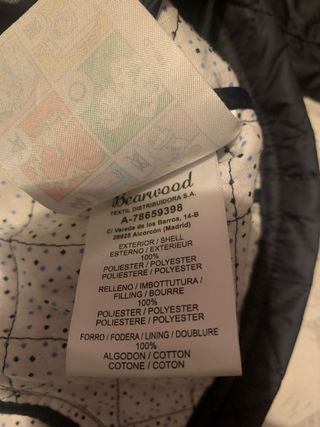 Bearwood
TEXTIL DISTRIBUIDORA S.A.
A-78659398
C/ Vereda de los Barros, 14-B
28925 Alcorcón (Madrid)
EXTERIOR / SHELL
ESTERNO / EXTERIEUR
100%
POLIESTER / POLYESTER
POLIESTERE / POLYESTER
RELLENO / IMBOTTITURA /
FILLING / BOURRE
100%
POLIESTER / POLYESTER
POLIESTERE / POLYESTER
FORRO / FODERA / LINING / DOUBLURE
100%
ALGODON / COTTON
COTONE / COTON